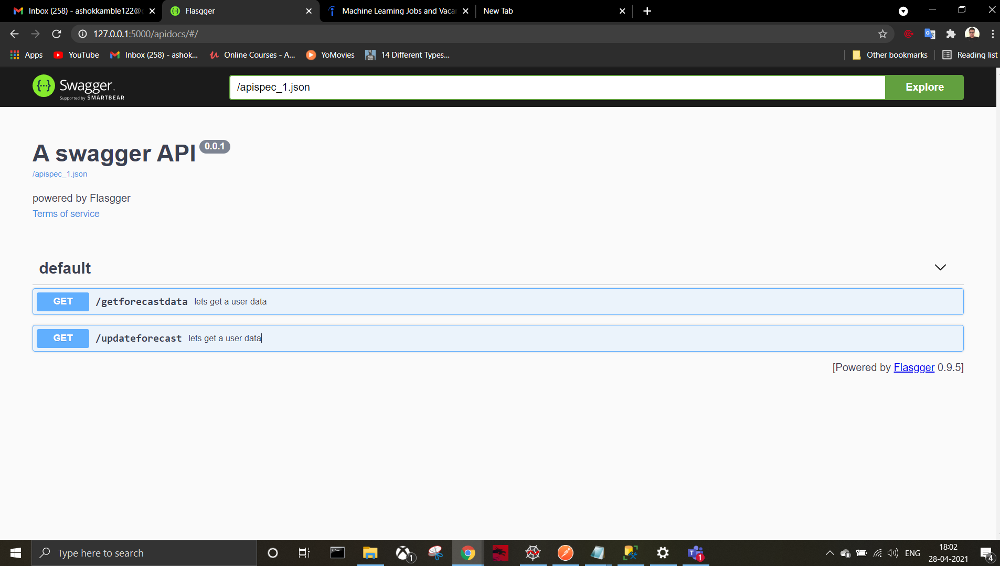 Inbox (258) - ashokkamble122@
Flasgger
Machine Learning Jobs and Vaca
New Tab
127.0.0.1:5000/apidocs/#/
Apps
YouTube
Inbox (258) - ashok...
Online Courses - A...
YoMovies
14 Different Types...
Other bookmarks
Reading list
Swagger
Supported by SMARTBEAR
/apispec_1.json
Explore
A swagger API 0.0.1
/apispec_1.json
powered by Flasgger
Terms of service
default
GET /getforecastdata lets get a user data
GET /updateforecast lets get a user data
[Powered by Flasgger 0.9.5]
Type here to search
1
1
ENG
18:02
28-04-2021
4